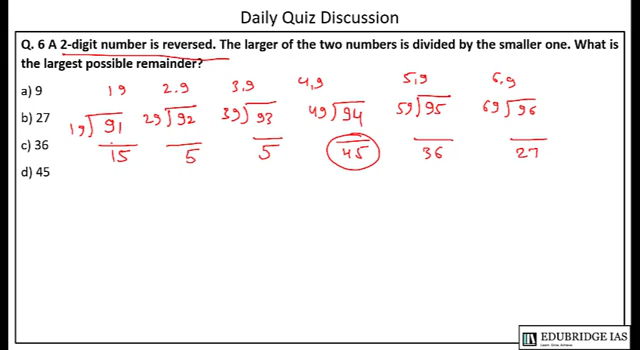 Daily Quiz Discussion
Q. 6 A 2-digit number is reversed. The larger of the two numbers is divided by the smaller one. What is
the largest possible remainder?
a) 9
b) 27
c) 36
d) 45
19 2.9 3,9 4,9 5,9 6,9
19)91 29)92 39)93 49)94 59)95 69)96
15 5 5 45 36 27
EDUBRIDGE IAS
Learn. Give. Achieve.